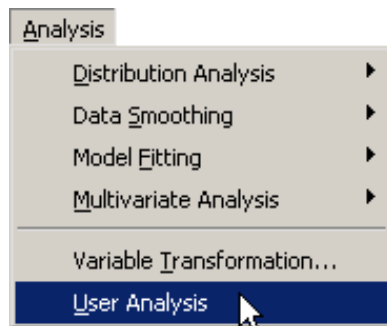 Analysis
Distribution Analysis
Data Smoothing
Model Fitting
Multivariate Analysis
Variable Transformation...
User Analysis